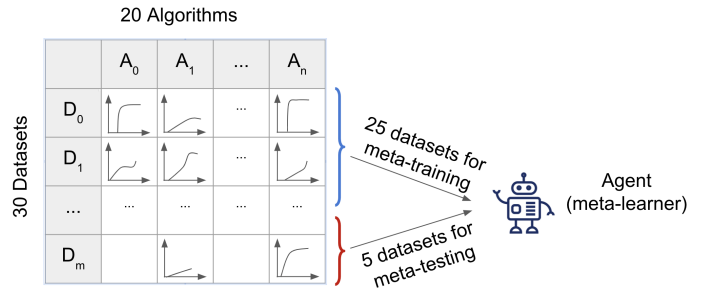 20 Algorithms
30 Datasets
A0 A1 ... An
D0 ...
D1 ...
... ... ... ... ...
Dm
25 datasets for
meta-training
5 datasets for
meta-testing
Agent
(meta-learner)